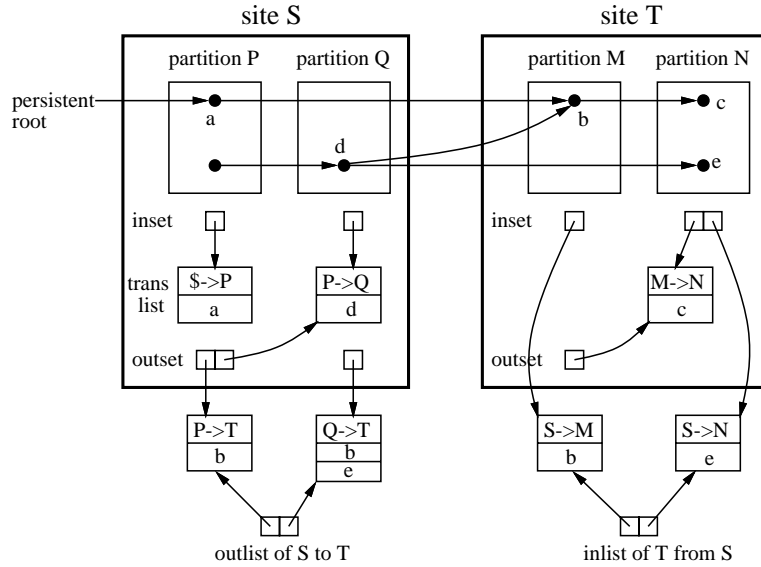 site S
site T
partition P
partition Q
partition M
partition N
persistent
root
a
b
c
d
e
inset
inset
trans
list
$->P
a
P->Q
d
M->N
c
outset
outset
P->T
b
Q->T
b
e
S->M
b
S->N
e
outlist of S to T
inlist of T from S